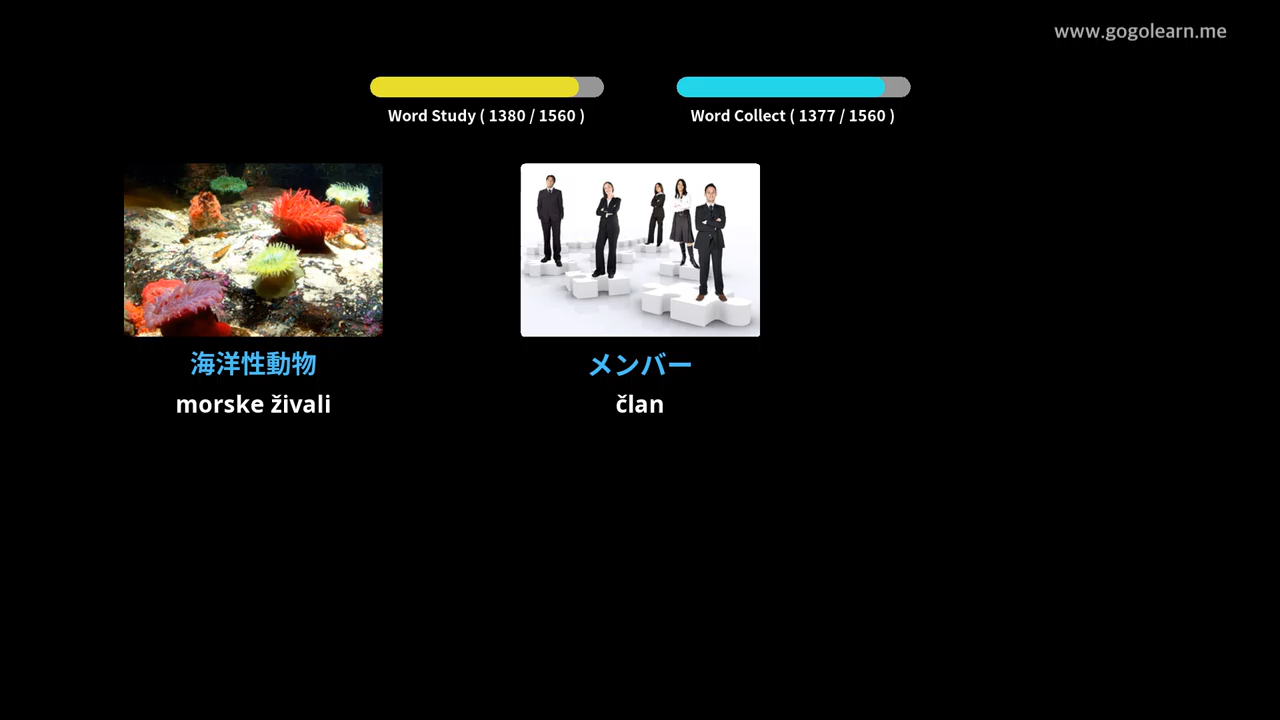 www.gogolearn.me
Word Study ( 1380 / 1560 )
Word Collect ( 1377 / 1560 )
海洋性動物
morske živali
メンバー
član